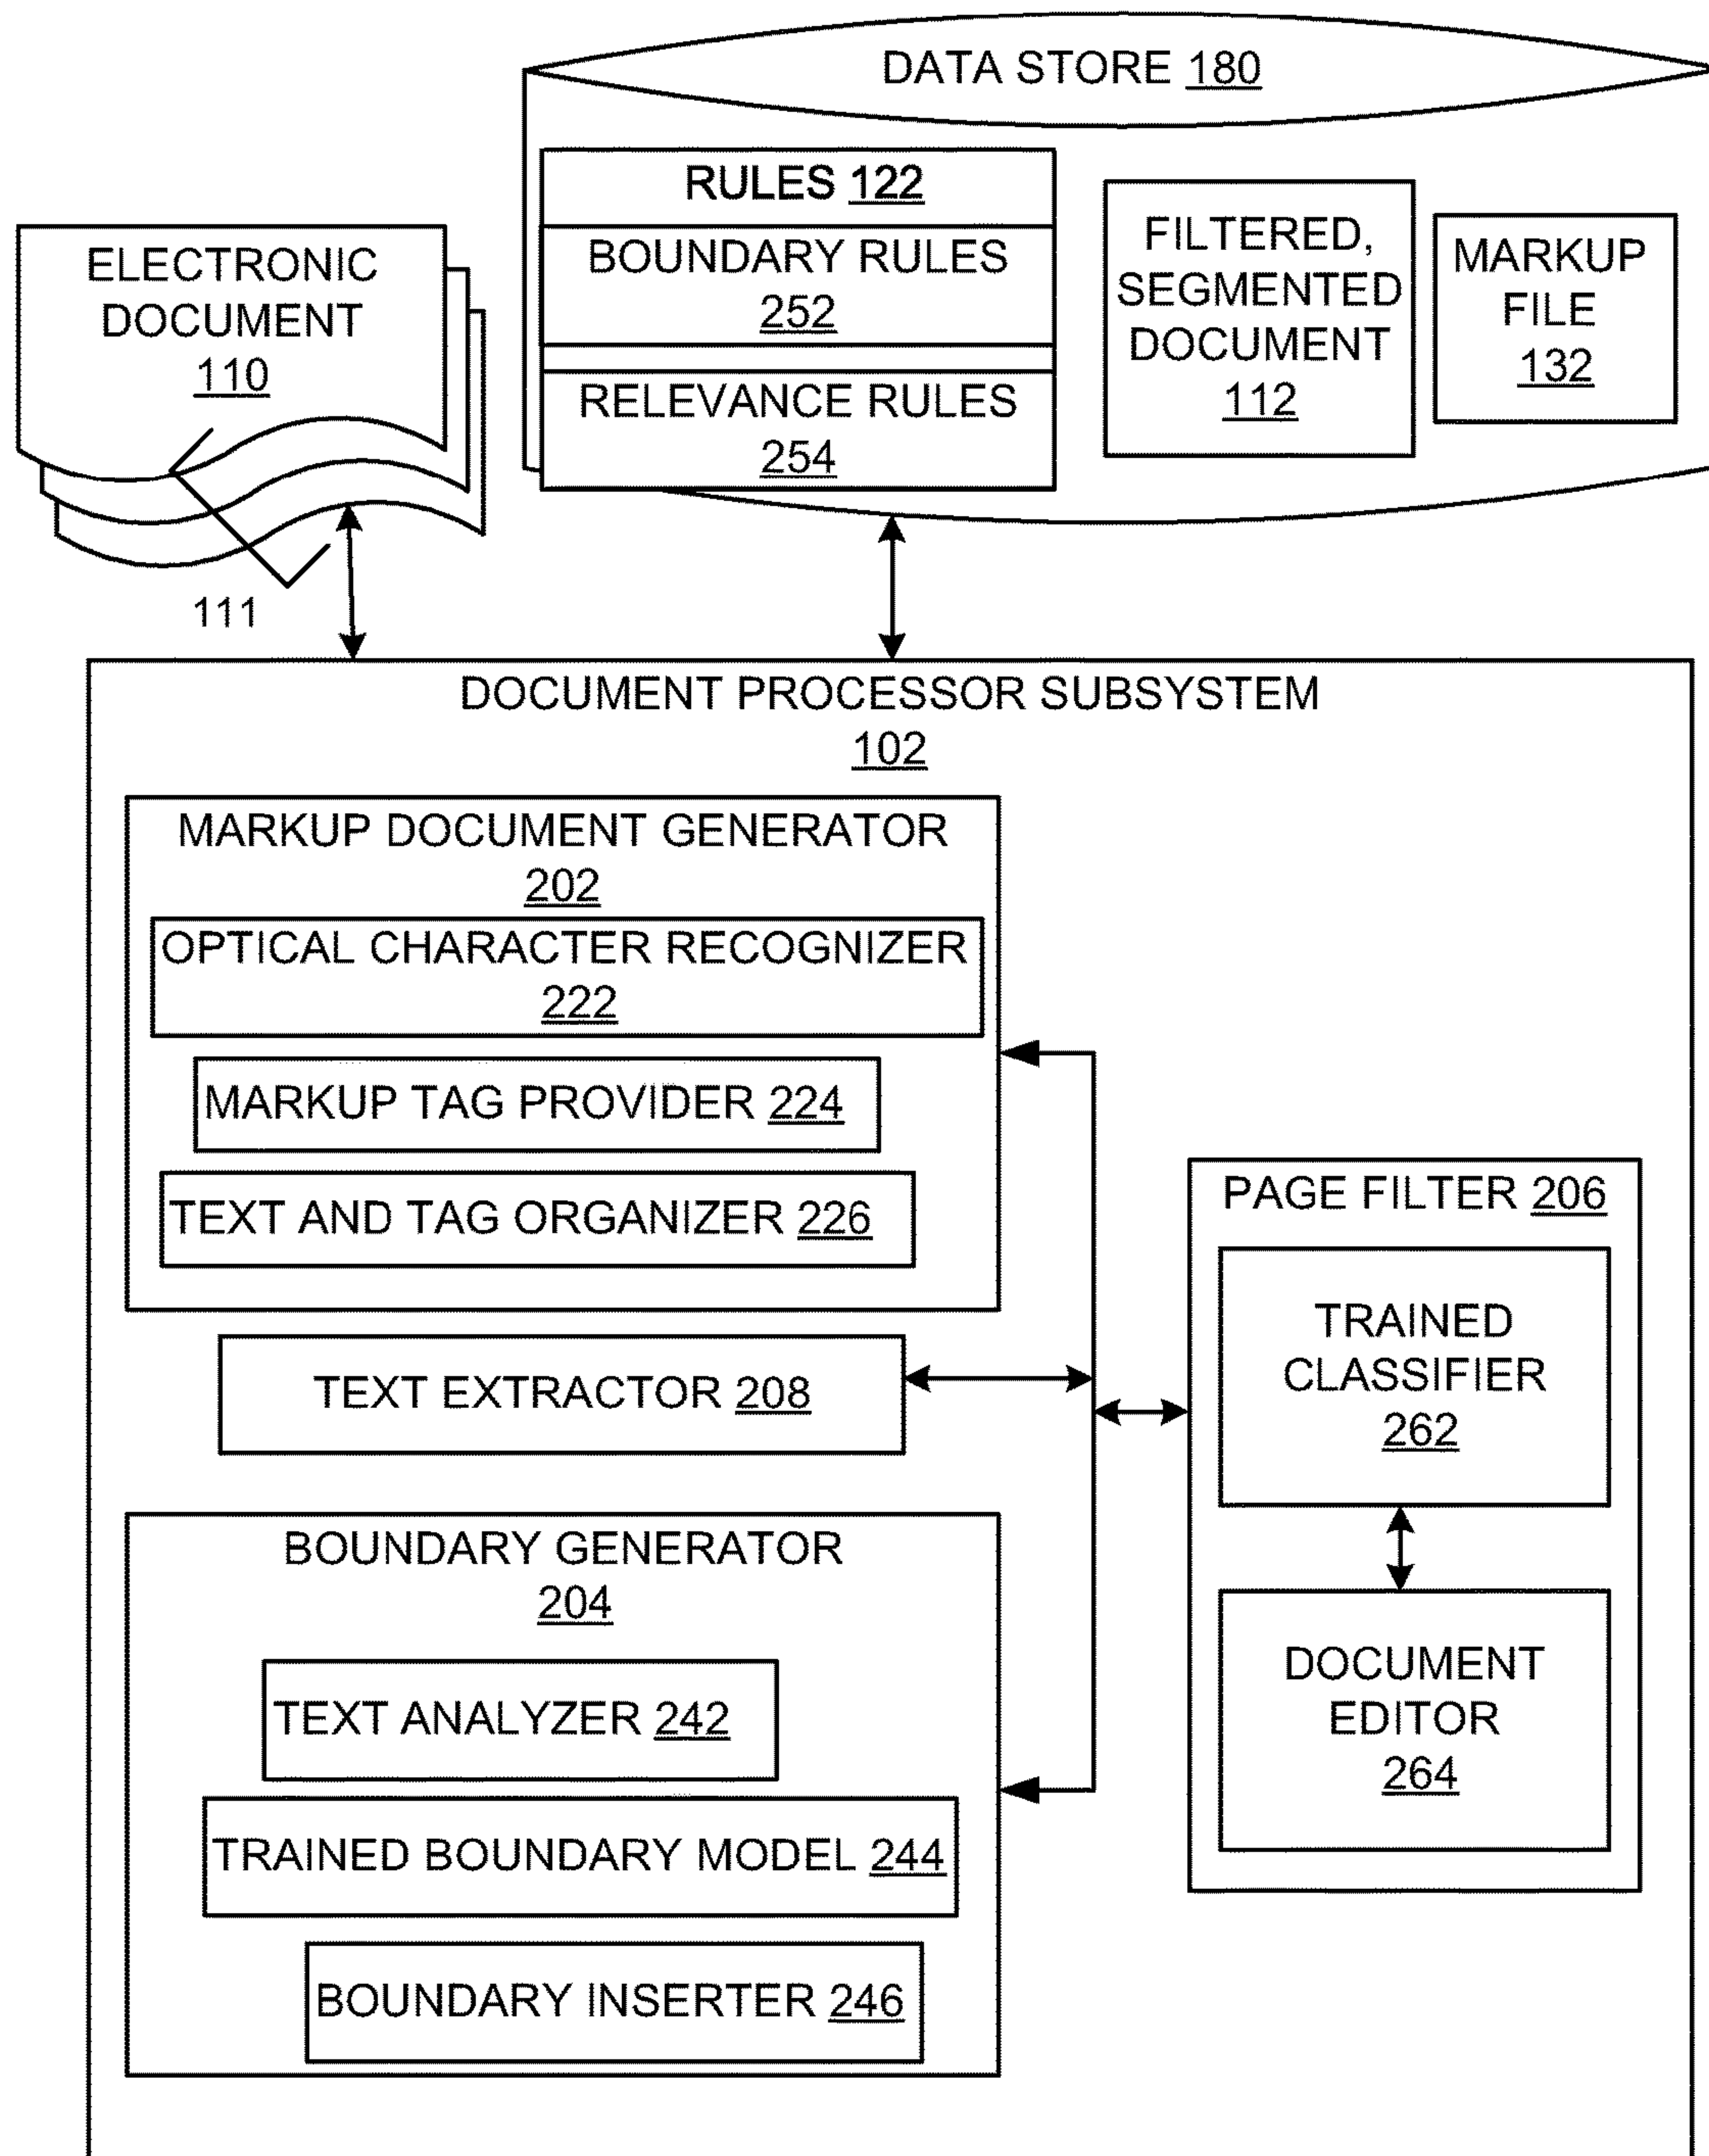 DATA STORE 180
RULES 122
BOUNDARY RULES
252
RELEVANCE RULES
254
FILTERED,
SEGMENTED
DOCUMENT
112
MARKUP
FILE
132
ELECTRONIC
DOCUMENT
110
111
DOCUMENT PROCESSOR SUBSYSTEM
102
MARKUP DOCUMENT GENERATOR
202
OPTICAL CHARACTER RECOGNIZER
222
MARKUP TAG PROVIDER 224
TEXT AND TAG ORGANIZER 226
TEXT EXTRACTOR 208
BOUNDARY GENERATOR
204
TEXT ANALYZER 242
TRAINED BOUNDARY MODEL 244
BOUNDARY INSERTER 246
PAGE FILTER 206
TRAINED
CLASSIFIER
262
DOCUMENT
EDITOR
264